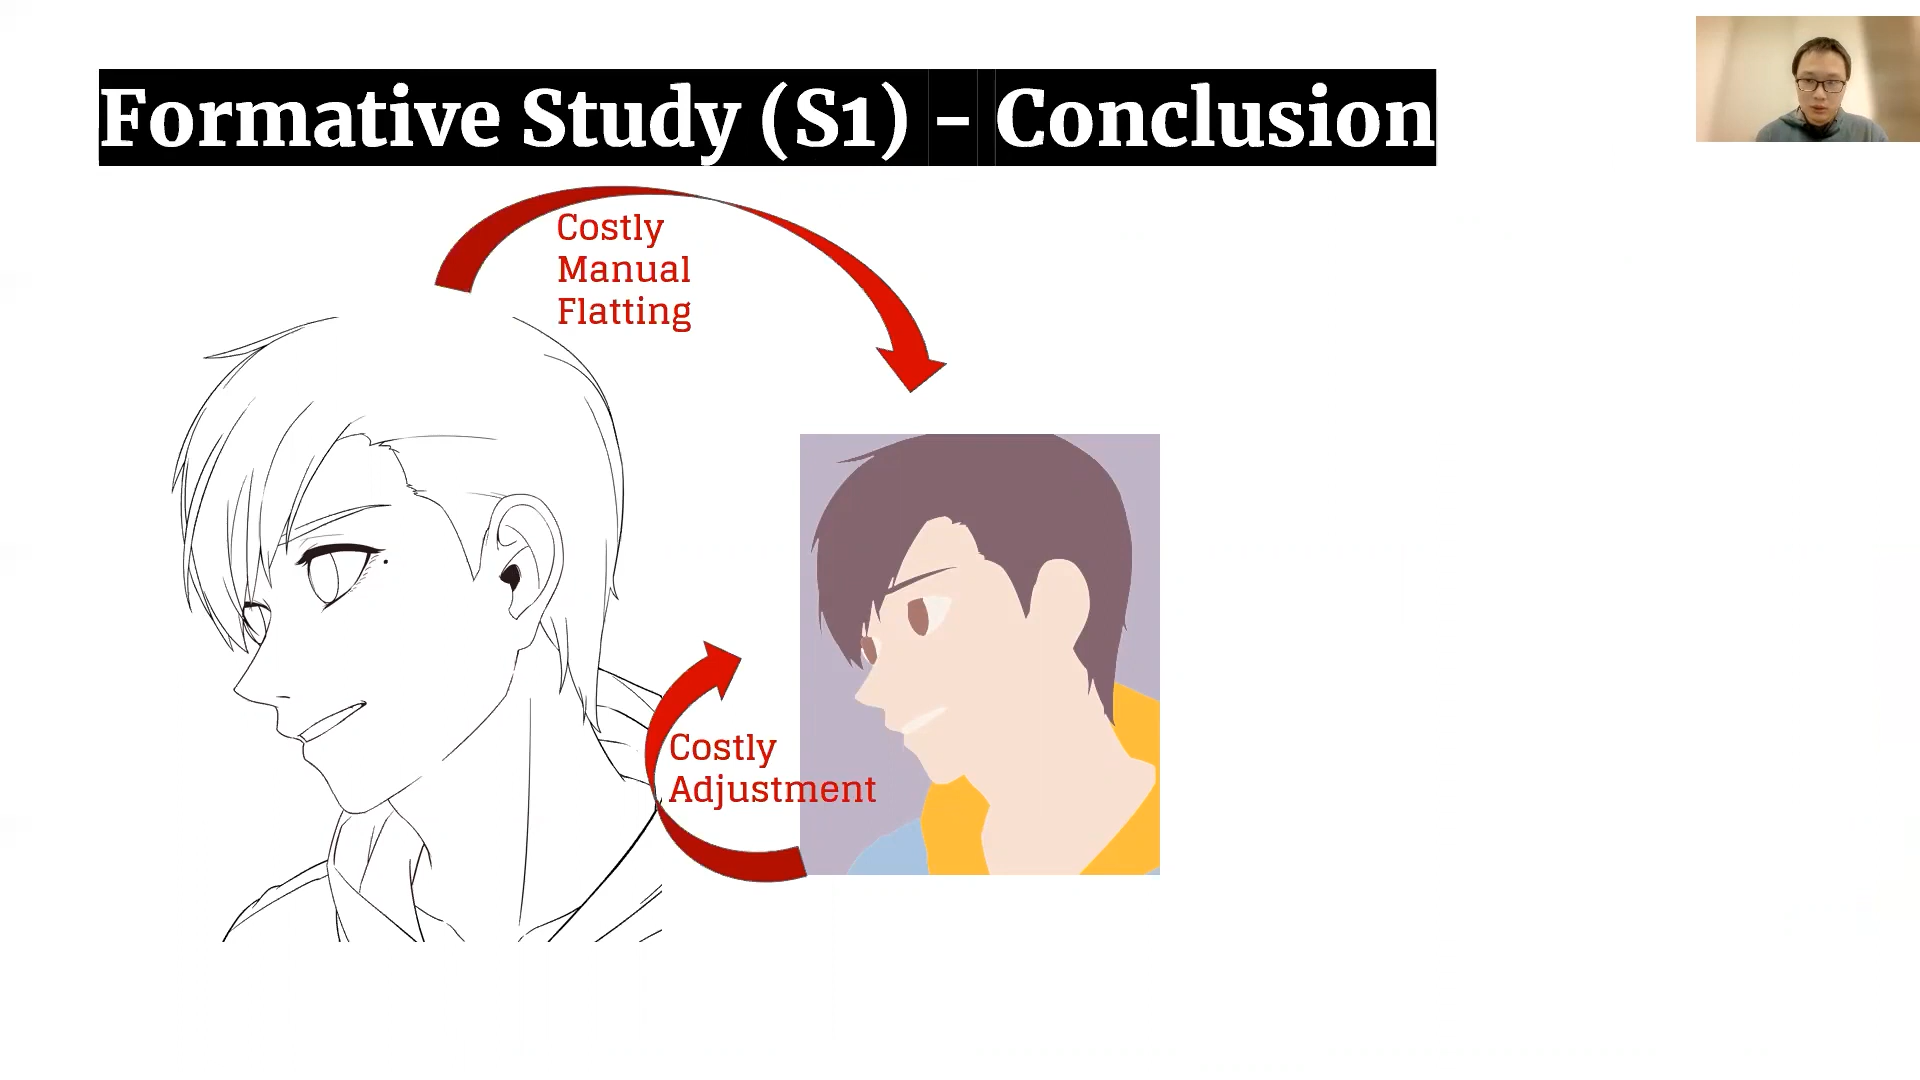 Formative Study (S1) – Conclusion
Costly
Manual
Flatting
Costly
Adjustment